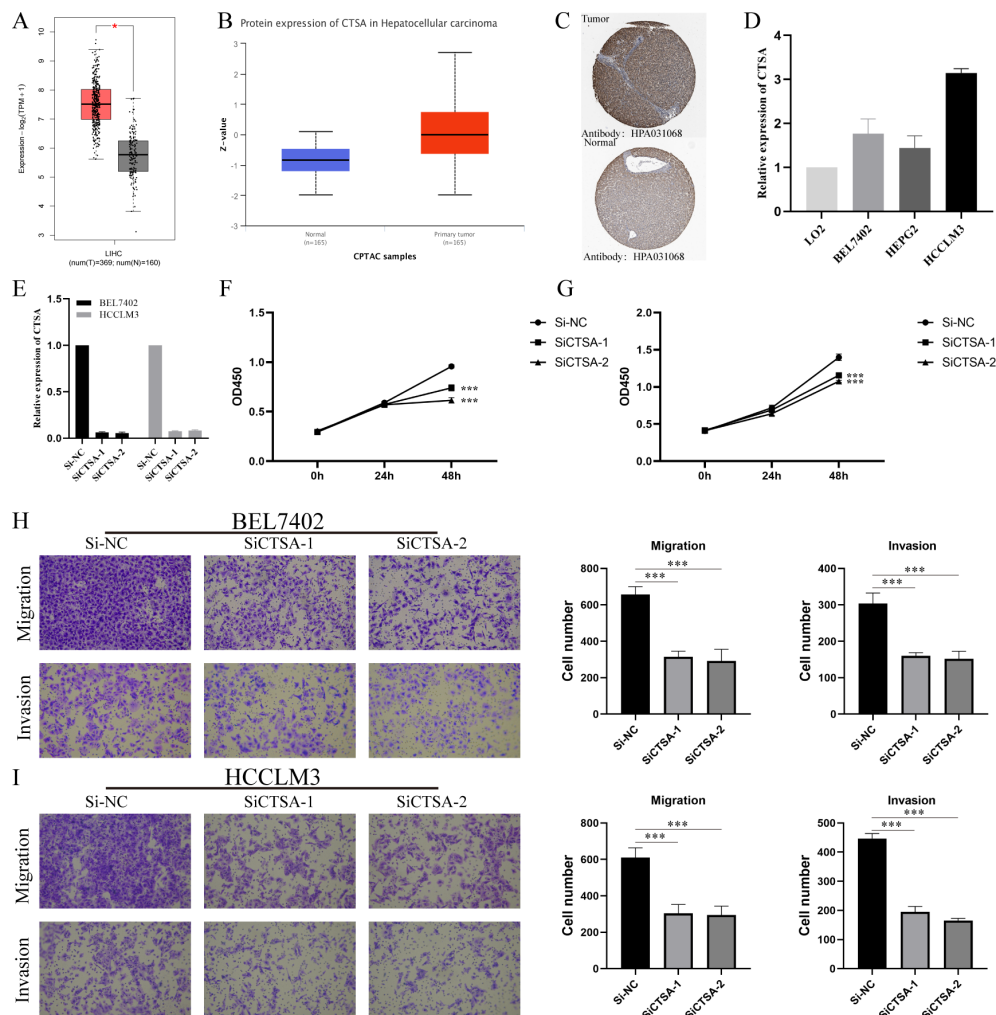 A
*
Expression − log₂(TPM + 1)
10
9
8
7
6
5
4
3
LIHC
(num(T)=369; num(N)=160)
B
Protein expression of CTSA in Hepatocellular carcinoma
Z-value
3
2
1
0
-1
-2
-3
Normal
(n=165)
Primary tumor
(n=165)
CPTAC samples
C
Tumor
Antibody: HPA031068
Normal
Antibody: HPA031068
D
Relative expression of CTSA
4
3
2
1
0
LO2
BEL7402
HEPG2
HCCLM3
E
BEL7402
HCCLM3
Relative expression of CTSA
1.5
1.0
0.5
0.0
Si-NC
SiCTSA-1
SiCTSA-2
Si-NC
SiCTSA-1
SiCTSA-2
F
OD450
1.5
1.0
0.5
0.0
0h
24h
48h
Si-NC
SiCTSA-1
SiCTSA-2
***
***
G
OD450
2.0
1.5
1.0
0.5
0.0
0h
24h
48h
Si-NC
SiCTSA-1
SiCTSA-2
***
***
H
BEL7402
Si-NC
SiCTSA-1
SiCTSA-2
Migration
Invasion
Migration
Cell number
800
600
400
200
0
***
***
Si-NC
SiCTSA-1
SiCTSA-2
Invasion
Cell number
400
300
200
100
0
***
***
Si-NC
SiCTSA-1
SiCTSA-2
I
HCCLM3
Si-NC
SiCTSA-1
SiCTSA-2
Migration
Invasion
Migration
Cell number
800
600
400
200
0
***
***
Si-NC
SiCTSA-1
SiCTSA-2
Invasion
Cell number
500
400
300
200
100
0
***
***
Si-NC
SiCTSA-1
SiCTSA-2